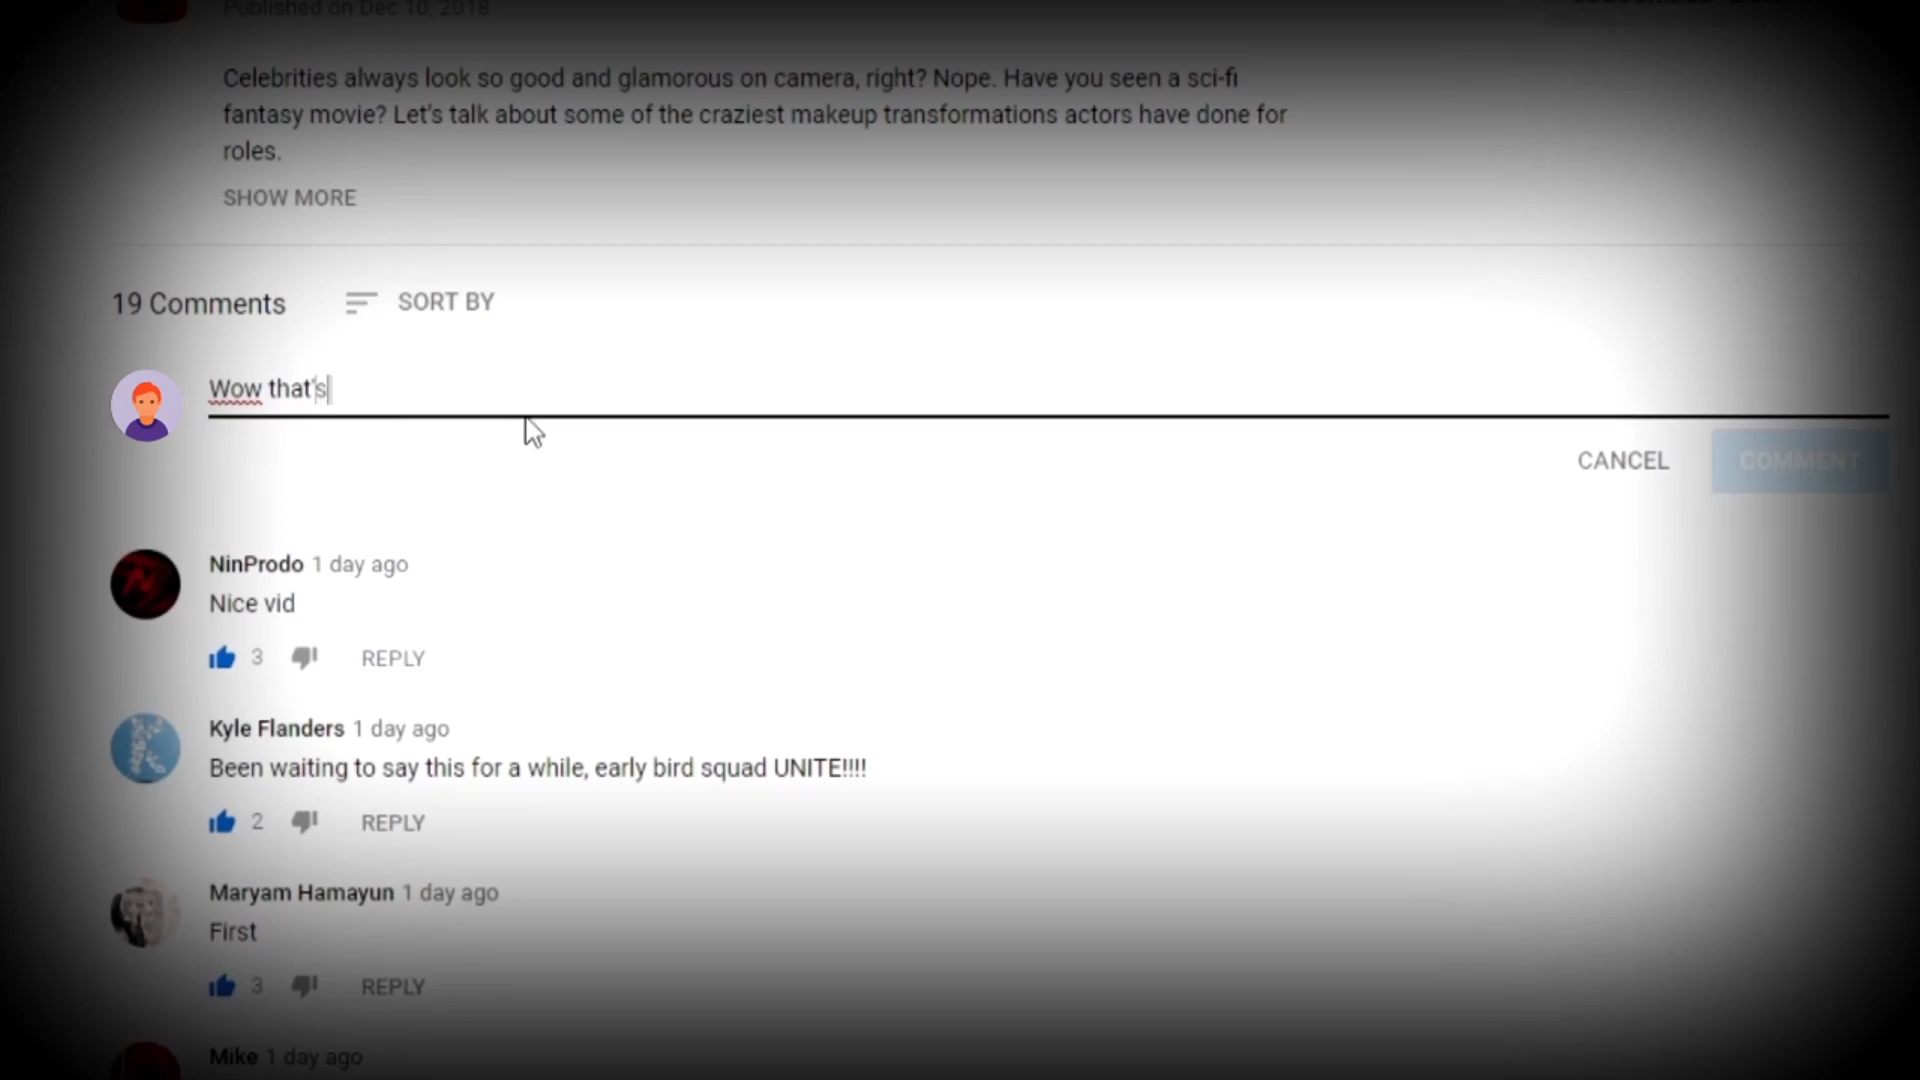 Published on Dec 10, 2018
Celebrities always look so good and glamorous on camera, right? Nope. Have you seen a sci-fi
fantasy movie? Let's talk about some of the craziest makeup transformations actors have done for
roles.
SHOW MORE
19 Comments SORT BY
Wow that's
CANCEL COMMENT
NinProdo 1 day ago
Nice vid
3 REPLY
Kyle Flanders 1 day ago
Been waiting to say this for a while, early bird squad UNITE!!!!
2 REPLY
Maryam Hamayun 1 day ago
First
3 REPLY
Mike 1 day ago